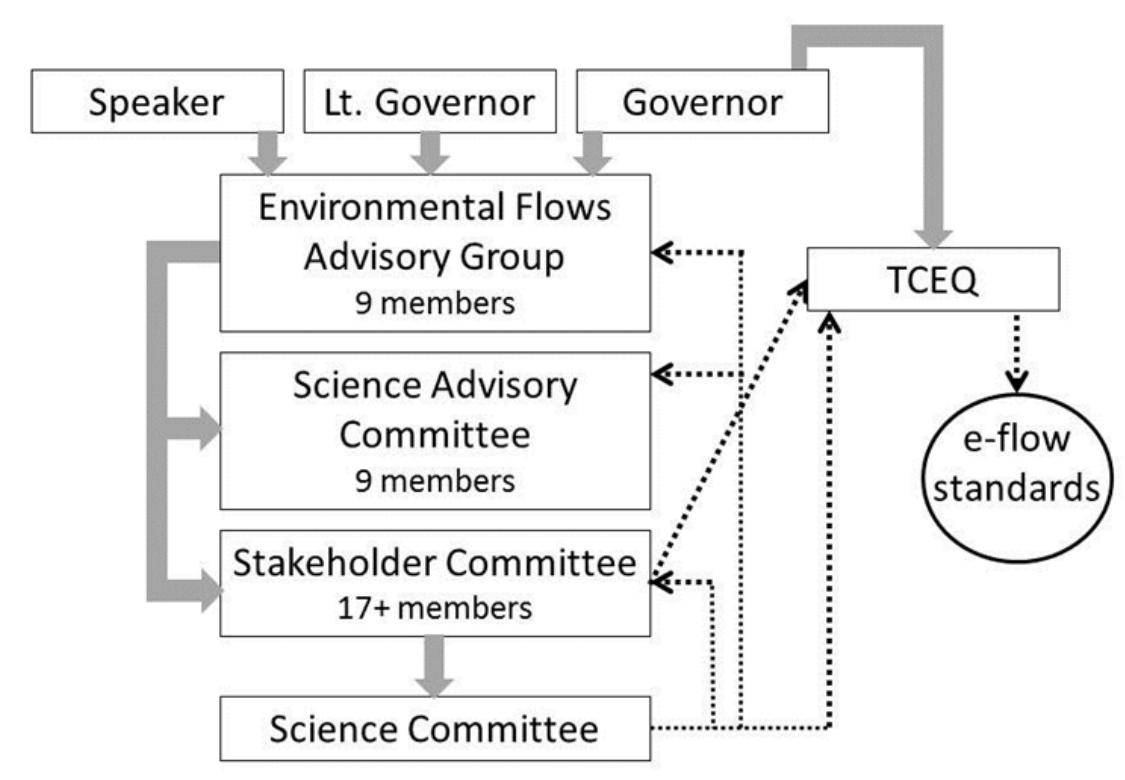 Speaker
Lt. Governor
Governor
Environmental Flows
Advisory Group
9 members
TCEQ
Science Advisory
Committee
9 members
e-flow
standards
Stakeholder Committee
17+ members
Science Committee